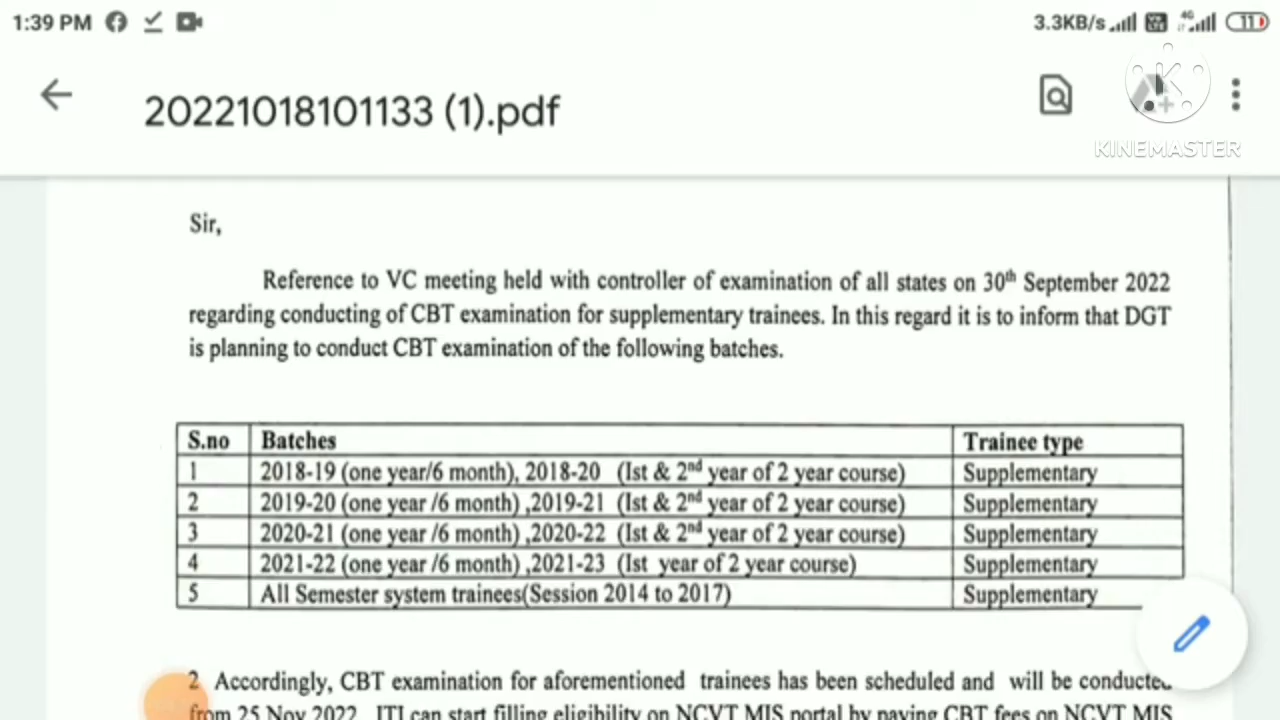 1:39 PM 3.3KB/s 4G 11
20221018101133 (1).pdf
KINEMASTER
Sir,
Reference to VC meeting held with controller of examination of all states on 30th September 2022
regarding conducting of CBT examination for supplementary trainees. In this regard it is to inform that DGT
is planning to conduct CBT examination of the following batches.
S.no Batches Trainee type
1 2018-19 (one year/6 month), 2018-20 (Ist & 2nd year of 2 year course) Supplementary
2 2019-20 (one year /6 month) ,2019-21 (Ist & 2nd year of 2 year course) Supplementary
3 2020-21 (one year /6 month) ,2020-22 (Ist & 2nd year of 2 year course) Supplementary
4 2021-22 (one year /6 month) ,2021-23 (Ist year of 2 year course) Supplementary
5 All Semester system trainees(Session 2014 to 2017) Supplementary
2 Accordingly, CBT examination for aforementioned trainees has been scheduled and will be conducted
from 25 Nov 2022. ITI can start filling eligibility on NCVT MIS portal by paying CBT fees on NCVT MIS